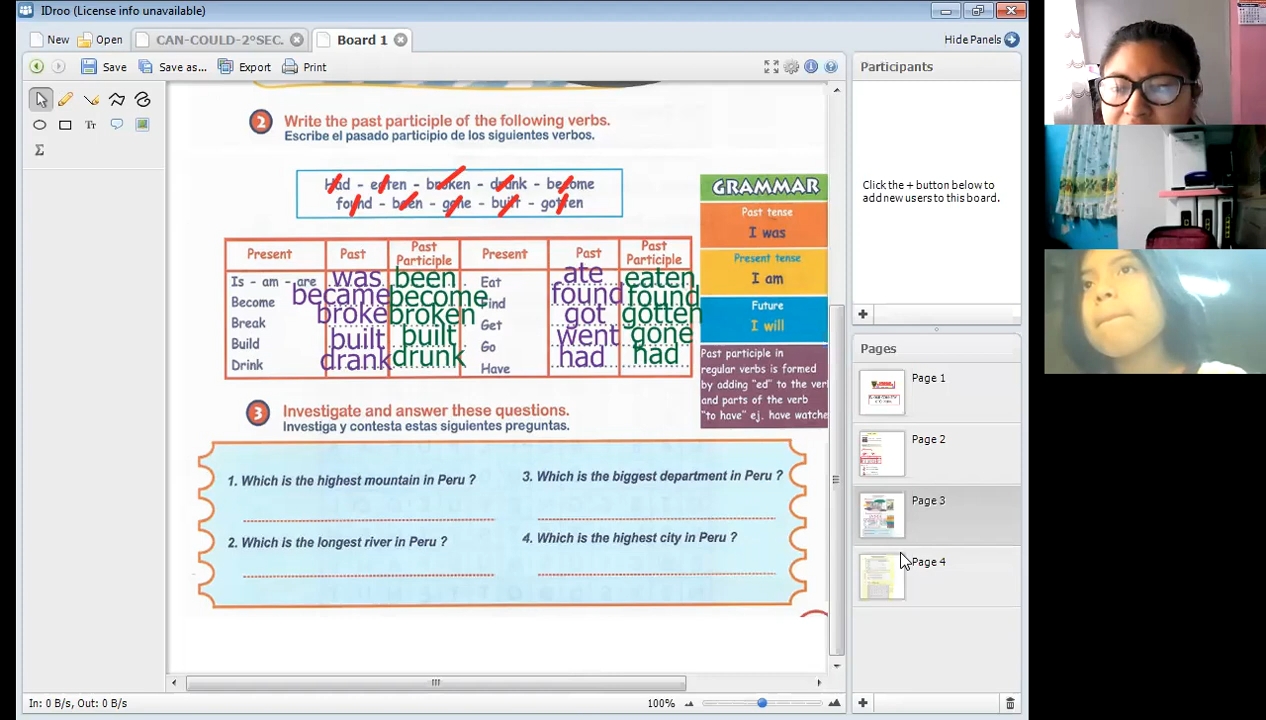 IDroo (License info unavailable)
New Open CAN-COULD-2°SEC. Board 1 Hide Panels
Save Save as... Export Print
Participants
Click the + button below to
add new users to this board.
2 Write the past participle of the following verbs.
Escribe el pasado participio de los siguientes verbos.
Had - eaten - broken - drunk - become
found - been - gone - built - gotten
Present Past Past Participle Present Past Past Participle
Is - am - are was been Eat ate eaten
Become became become Find found found
Break broke broken Get got gotten
Build built built Go went gone
Drink drank drunk Have had had
GRAMMAR
Past tense
I was
Present tense
I am
Future
I will
Past participle in
regular verbs is formed
by adding "ed" to the verb
and parts of the verb
"to have" ej. have watche
3 Investigate and answer these questions.
Investiga y contesta estas siguientes preguntas.
1. Which is the highest mountain in Peru ?
3. Which is the biggest department in Peru ?
2. Which is the longest river in Peru ?
4. Which is the highest city in Peru ?
Pages
Page 1
Page 2
Page 3
Page 4
In: 0 B/s, Out: 0 B/s
100%